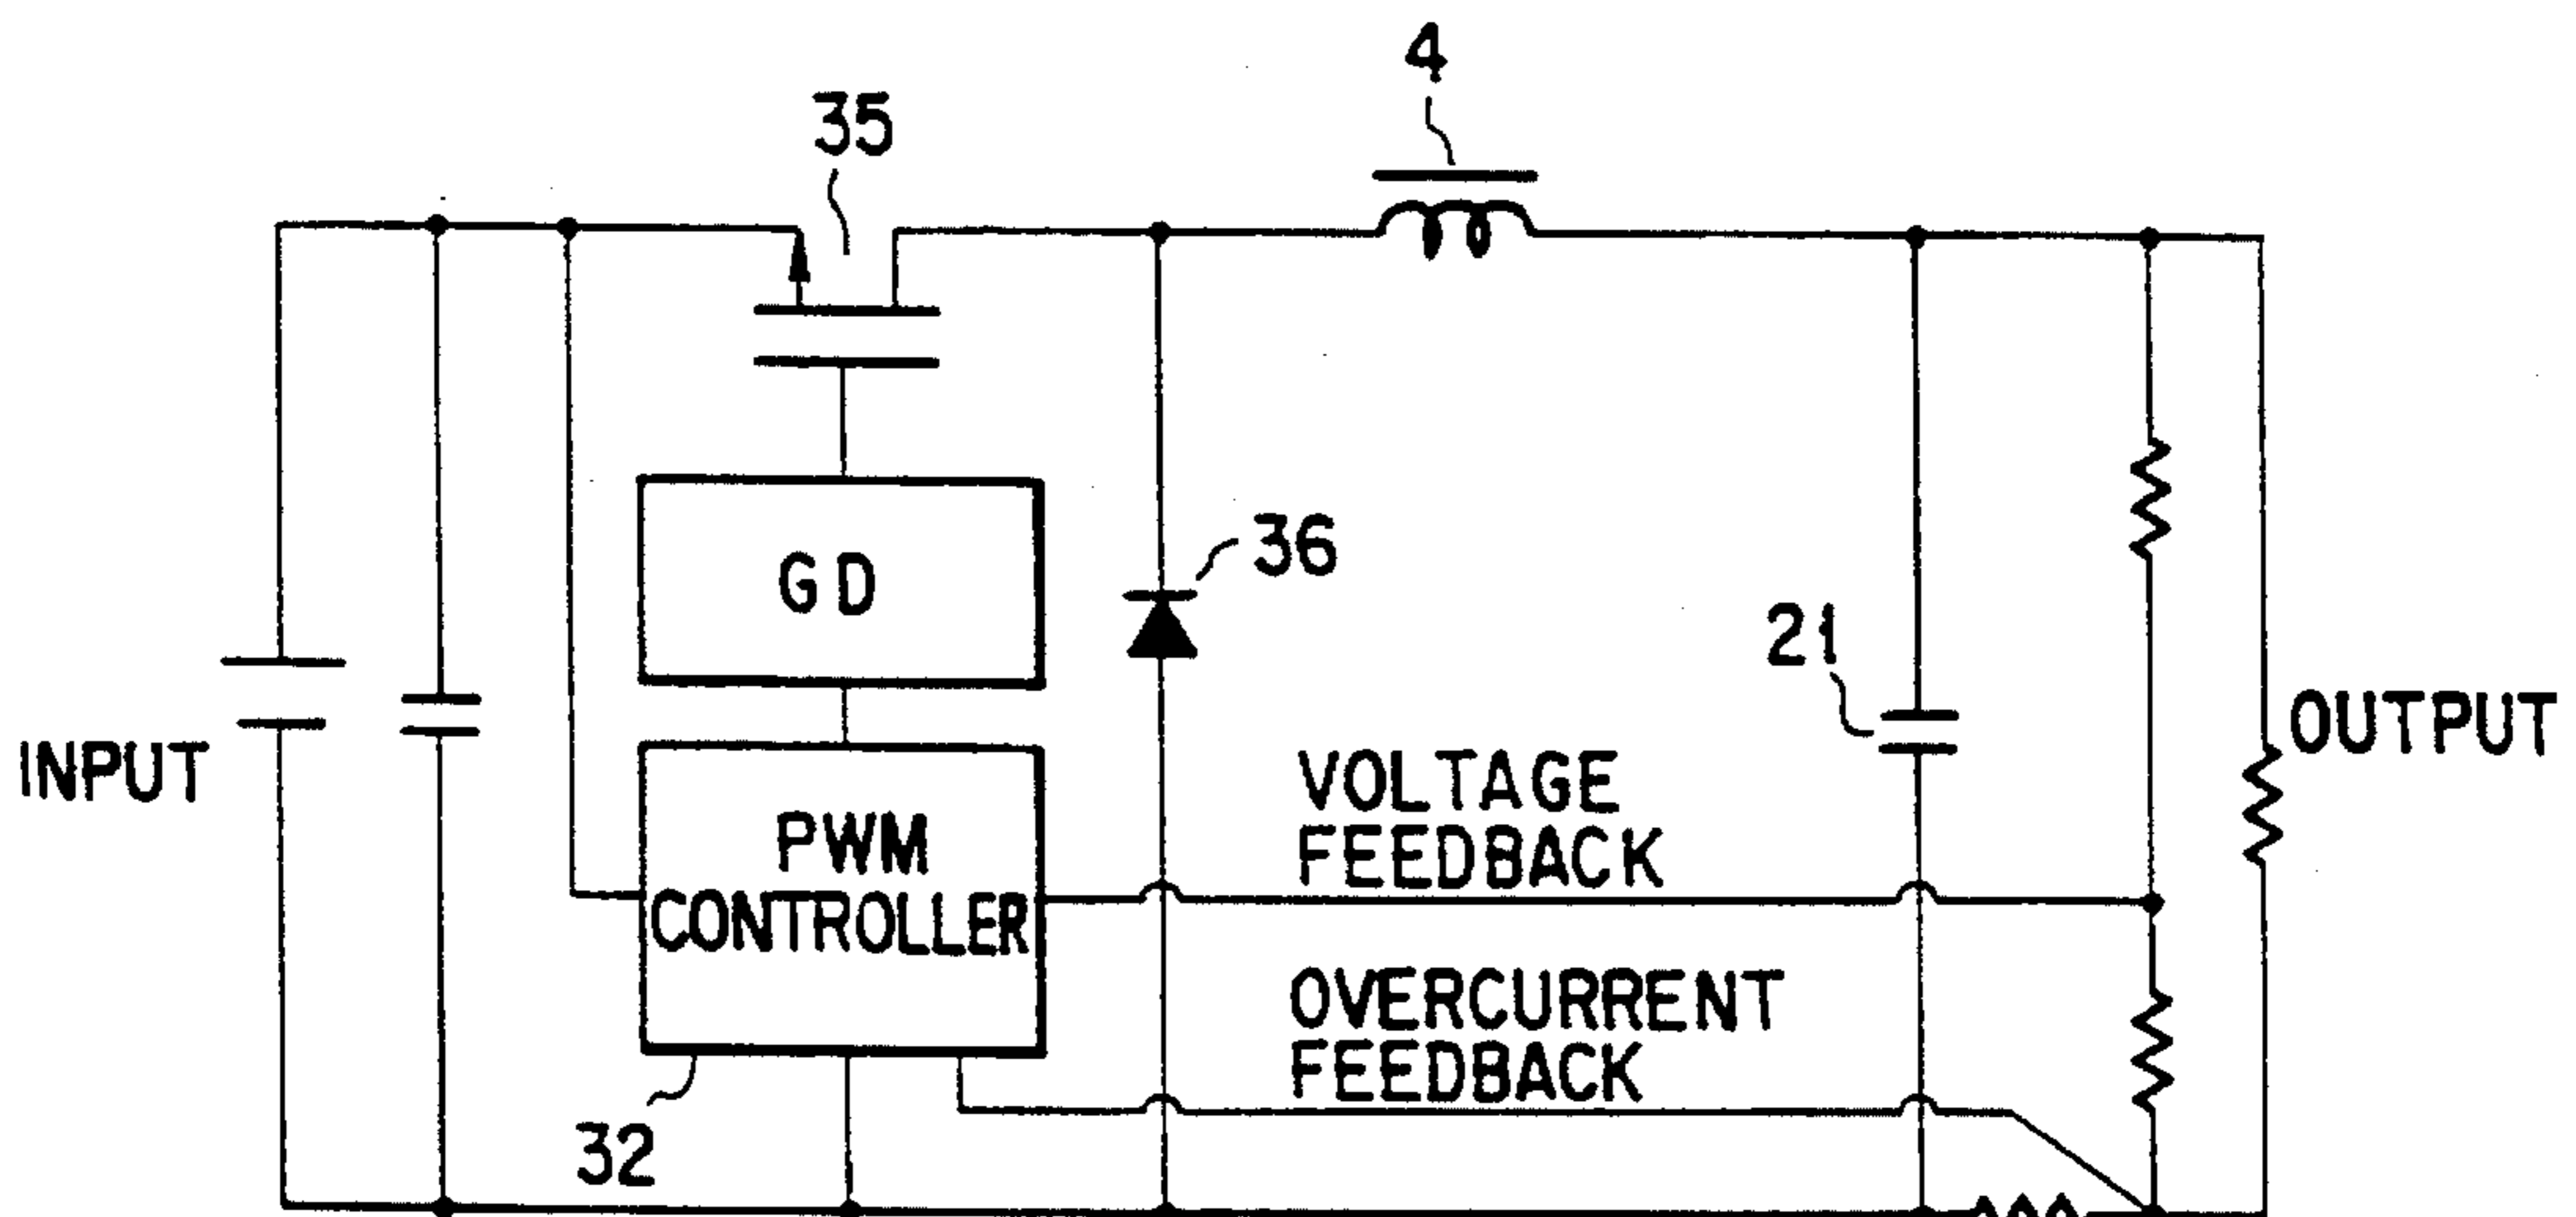 4
35
GD
36
21
INPUT
OUTPUT
VOLTAGE
FEEDBACK
PWM
CONTROLLER
OVERCURRENT
FEEDBACK
32